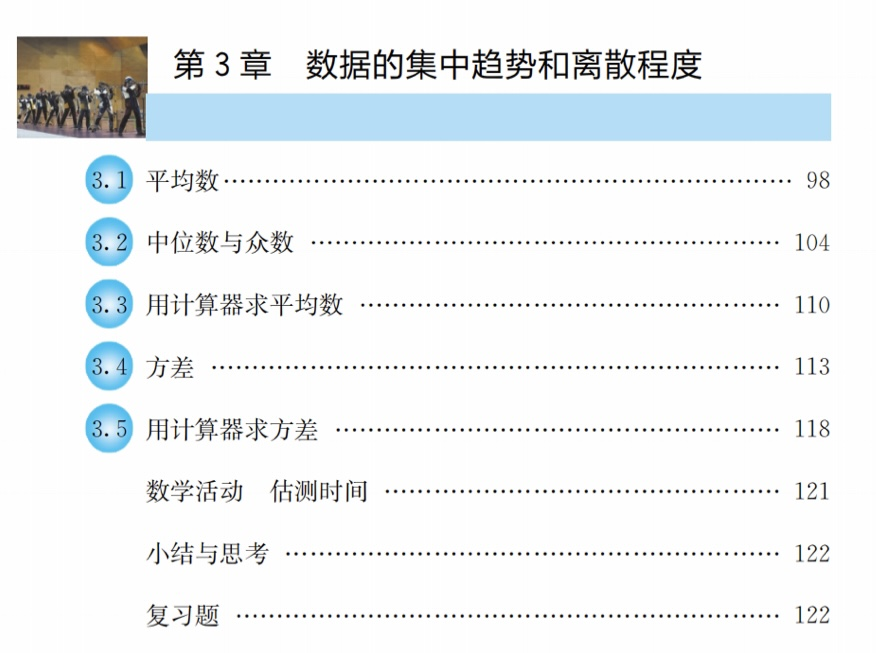 第 3 章 数据的集中趋势和离散程度
3.1 平均数 …… 98
3.2 中位数与众数 …… 104
3.3 用计算器求平均数 …… 110
3.4 方差 …… 113
3.5 用计算器求方差 …… 118
数学活动 估测时间 …… 121
小结与思考 …… 122
复习题 …… 122